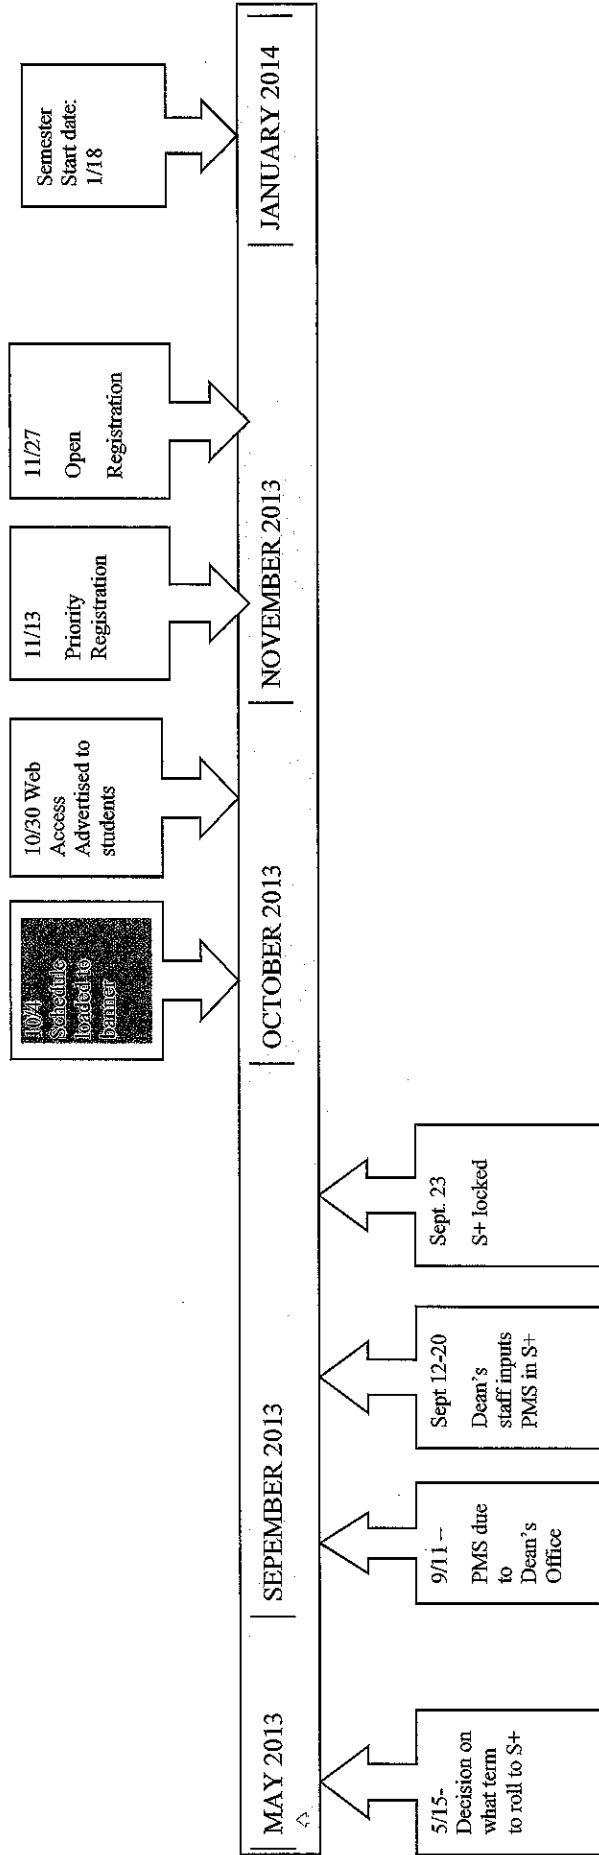 Semester
Start date:
1/18
11/27
Open
Registration
11/13
Priority
Registration
10/30 Web
Access
Advertised to
students
10/4
Schedule
loaded to
banner
MAY 2013
SEPEMBER 2013
OCTOBER 2013
NOVEMBER 2013
JANUARY 2014
5/15-
Decision on
what term
to roll to S+
9/11 –
PMS due
to
Dean's
Office
Sept 12-20
Dean's
staff inputs
PMS in S+
Sept. 23
S+ locked